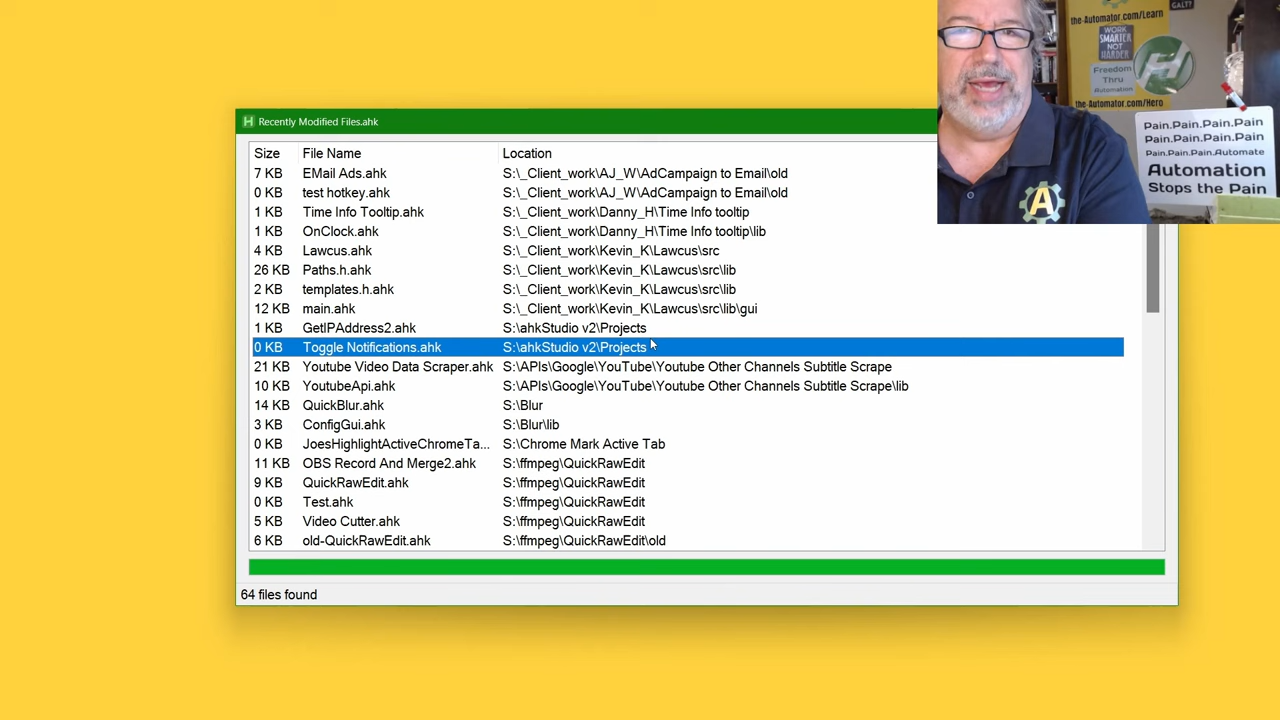 the-Automator.com/Learn
GALT?
WORK
SMARTER
NOT
HARDER
Freedom
Thru
Automation
the-Automator.com/Hero
H
Pain.Pain.Pain.Pain
Pain.Pain.Pain.Pain
Pain.Pain.Pain.Automate
Automation
Stops the Pain
A
H Recently Modified Files.ahk
Size File Name Location
7 KB EMail Ads.ahk S:\_Client_work\AJ_W\AdCampaign to Email\old
0 KB test hotkey.ahk S:\_Client_work\AJ_W\AdCampaign to Email\old
1 KB Time Info Tooltip.ahk S:\_Client_work\Danny_H\Time Info tooltip
1 KB OnClock.ahk S:\_Client_work\Danny_H\Time Info tooltip\lib
4 KB Lawcus.ahk S:\_Client_work\Kevin_K\Lawcus\src
26 KB Paths.h.ahk S:\_Client_work\Kevin_K\Lawcus\src\lib
2 KB templates.h.ahk S:\_Client_work\Kevin_K\Lawcus\src\lib
12 KB main.ahk S:\_Client_work\Kevin_K\Lawcus\src\lib\gui
1 KB GetIPAddress2.ahk S:\ahkStudio v2\Projects
0 KB Toggle Notifications.ahk S:\ahkStudio v2\Projects
21 KB Youtube Video Data Scraper.ahk S:\APIs\Google\YouTube\Youtube Other Channels Subtitle Scrape
10 KB YoutubeApi.ahk S:\APIs\Google\YouTube\Youtube Other Channels Subtitle Scrape\lib
14 KB QuickBlur.ahk S:\Blur
3 KB ConfigGui.ahk S:\Blur\lib
0 KB JoesHighlightActiveChromeTa... S:\Chrome Mark Active Tab
11 KB OBS Record And Merge2.ahk S:\ffmpeg\QuickRawEdit
9 KB QuickRawEdit.ahk S:\ffmpeg\QuickRawEdit
0 KB Test.ahk S:\ffmpeg\QuickRawEdit
5 KB Video Cutter.ahk S:\ffmpeg\QuickRawEdit
6 KB old-QuickRawEdit.ahk S:\ffmpeg\QuickRawEdit\old
64 files found